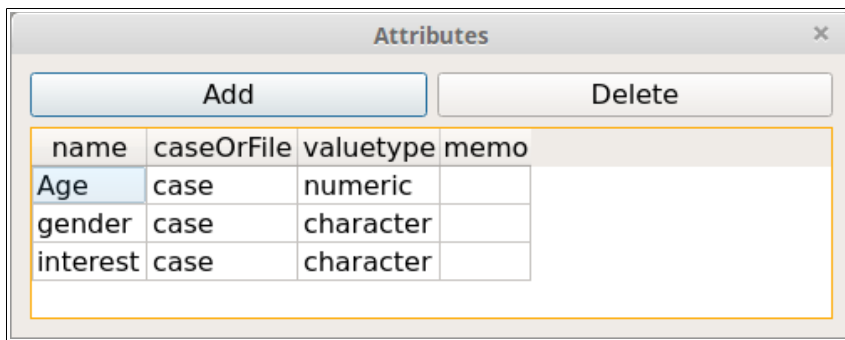 Attributes ×
Add Delete
name caseOrFile valuetype memo
Age case numeric
gender case character
interest case character